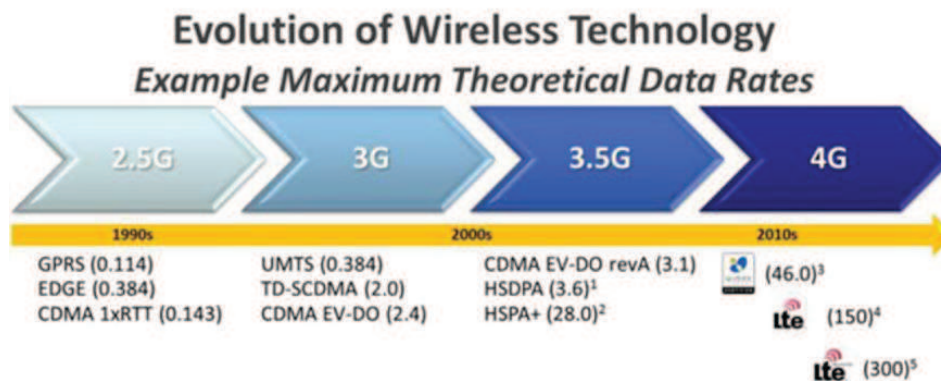 Evolution of Wireless Technology
Example Maximum Theoretical Data Rates
2.5G 3G 3.5G 4G
1990s 2000s 2010s
GPRS (0.114) UMTS (0.384) CDMA EV-DO revA (3.1) (46.0)³
EDGE (0.384) TD-SCDMA (2.0) HSDPA (3.6)¹
CDMA 1xRTT (0.143) CDMA EV-DO (2.4) HSPA+ (28.0)² Lte (150)⁴
Lte (300)⁵